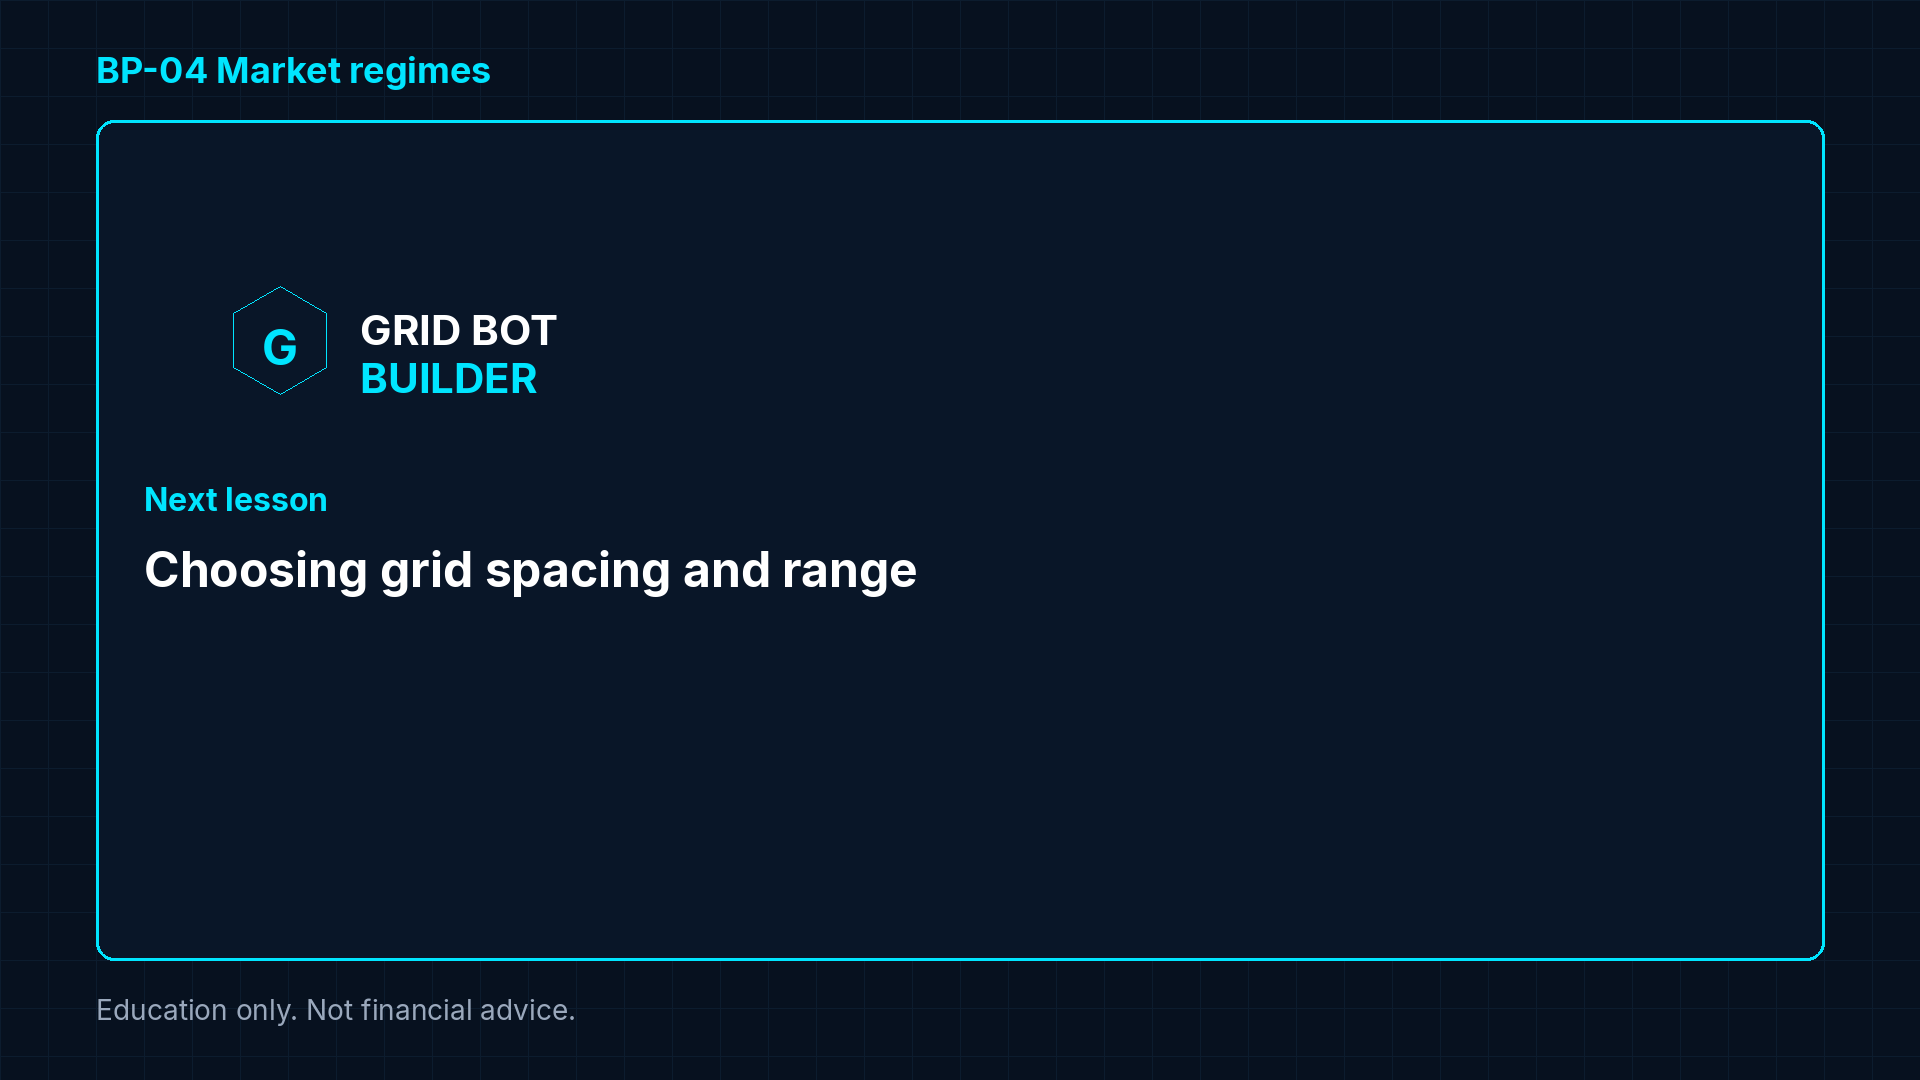 BP-04 Market regimes
G
GRID BOT
BUILDER
Next lesson
Choosing grid spacing and range
Education only. Not financial advice.